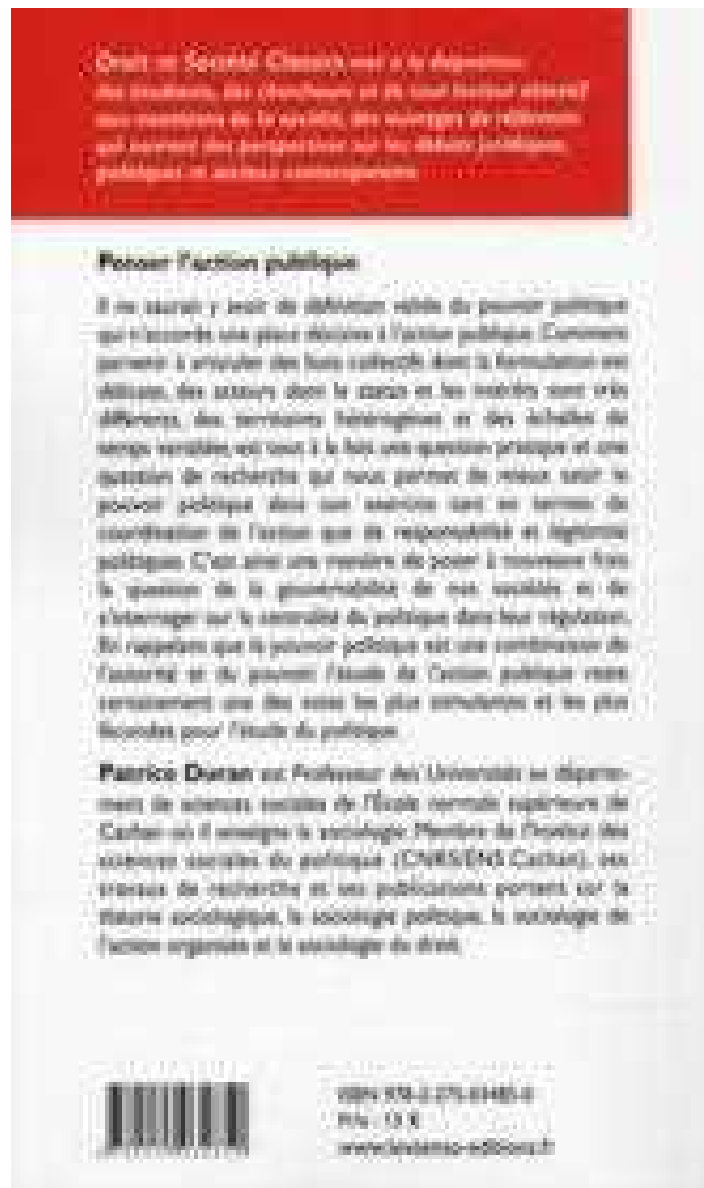 Droit et Société Classics met à la disposition
des étudiants, des chercheurs et de tout lecteur attentif
aux mutations de la société, des ouvrages de référence
qui ouvrent des perspectives sur les débats juridiques,
politiques et sociaux contemporains.
Penser l'action publique
Il ne saurait y avoir de définition valide du pouvoir politique
qui n'accorde une place décisive à l'action publique. Comment
parvenir à articuler des buts collectifs dont la formulation est
délicate, des acteurs dont le statut et les intérêts sont très
différents, des territoires hétérogènes et des échelles de
temps variables, est tout à la fois une question pratique et une
question de recherche qui nous permet de mieux saisir le
pouvoir politique dans son exercice tant en termes de
coordination de l'action que de responsabilité et légitimité
politiques. C'est ainsi une manière de poser à nouveaux frais
la question de la gouvernabilité de nos sociétés et de
s'interroger sur la centralité du politique dans leur régulation.
En rappelant que le pouvoir politique est une combinaison de
l'autorité et du pouvoir, l'étude de l'action publique reste
certainement une des voies les plus stimulantes et les plus
fécondes pour l'étude du politique.
Patrice Duran est Professeur des Universités au départe-
ment de sciences sociales de l'École normale supérieure de
Cachan où il enseigne la sociologie. Membre de l'Institut des
sciences sociales du politique (CNRS/ENS Cachan), ses
travaux de recherche et ses publications portent sur la
théorie sociologique, la sociologie politique, la sociologie de
l'action organisée et la sociologie du droit.
ISBN 978-2-275-03485-0
Prix : 13 €
www.lextenso-editions.fr